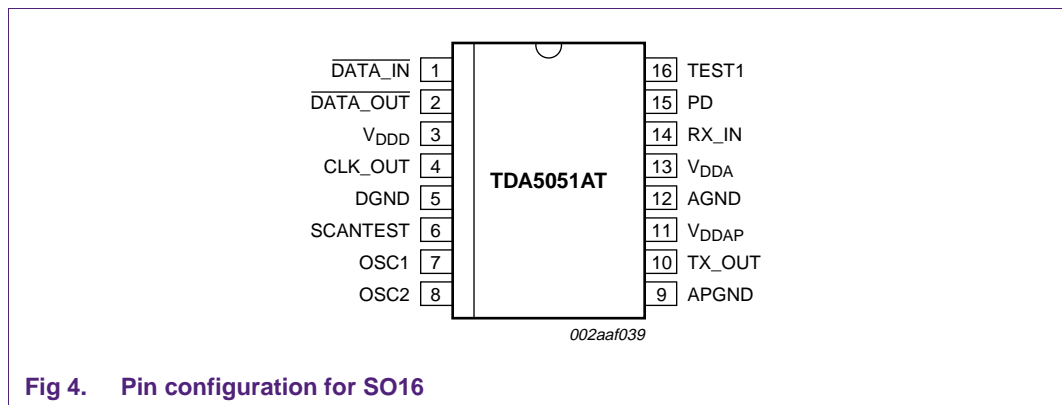 DATA_IN 1
DATA_OUT 2
VDDD 3
CLK_OUT 4
DGND 5
SCANTEST 6
OSC1 7
OSC2 8
TDA5051AT
16 TEST1
15 PD
14 RX_IN
13 VDDA
12 AGND
11 VDDAP
10 TX_OUT
9 APGND
002aaf039
Fig 4. Pin configuration for SO16